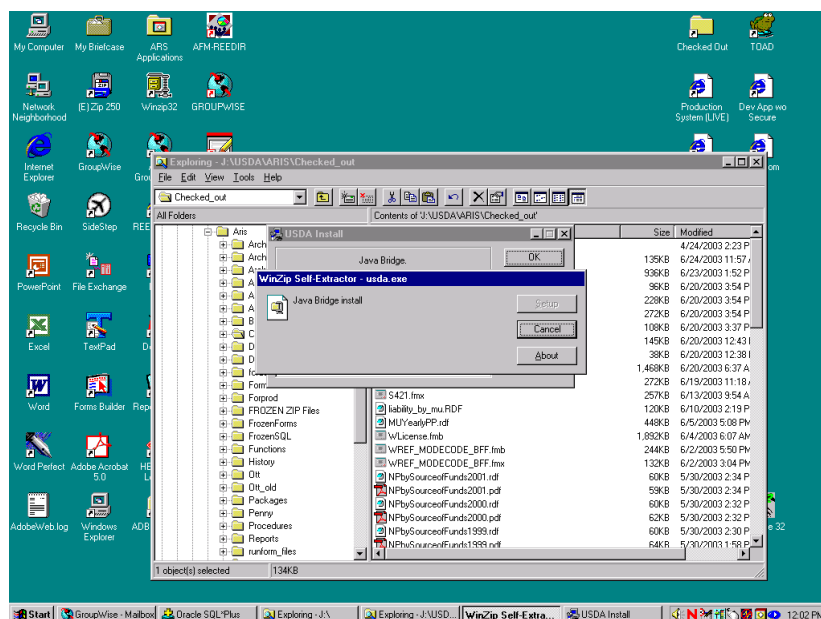 My Computer
My Briefcase
ARS Applications
AFM-REEDIR
Checked Out
TOAD
Network Neighborhood
(E) Zip 250
Winzip32
GROUPWISE
Production System (LIVE)
Dev App wo Secure
Internet Explorer
GroupWise
Recycle Bin
SideStep
PowerPoint
File Exchange
Excel
TextPad
Word
Forms Builder
Word Perfect
Adobe Acrobat 5.0
AdobeWeb.log
Windows Explorer
Exploring - J:\USDA\ARIS\Checked_out
File Edit View Tools Help
Checked_out
All Folders
Contents of 'J:\USDA\ARIS\Checked_out'
Size
Modified
Aris
Forprod
FROZEN ZIP Files
FrozenForms
FrozenSQL
Functions
History
Ott
Ott_old
Packages
Penny
Procedures
Reports
runform_files
4/24/2003 2:23 P
135KB 6/24/2003 11:57
936KB 6/23/2003 1:52 P
96KB 6/20/2003 3:54 P
228KB 6/20/2003 3:54 P
272KB 6/20/2003 3:54 P
108KB 6/20/2003 3:37 P
145KB 6/20/2003 12:43
38KB 6/20/2003 12:38
1,468KB 6/20/2003 6:37 A
272KB 6/19/2003 11:18
S421.fmx 257KB 6/13/2003 9:54 A
liability_by_mu.RDF 120KB 6/10/2003 2:19 P
MUYearlyPP.rdf 448KB 6/5/2003 5:08 PM
WLicense.fmb 1,892KB 6/4/2003 6:07 AM
WREF_MODECODE_BFF.fmb 244KB 6/2/2003 5:50 PM
WREF_MODECODE_BFF.fmx 132KB 6/2/2003 3:04 PM
NPbySourceofFunds2001.rdf 60KB 5/30/2003 2:34 P
NPbySourceofFunds2001.pdf 59KB 5/30/2003 2:34 P
NPbySourceofFunds2000.rdf 60KB 5/30/2003 2:32 P
NPbySourceofFunds2000.pdf 62KB 5/30/2003 2:32 P
NPbySourceofFunds1999.rdf 60KB 5/30/2003 2:30 P
NPbySourceofFunds1999.pdf 64KB 5/30/2003 1:58 P
1 object(s) selected
134KB
USDA Install
Java Bridge.
OK
WinZip Self-Extractor - usda.exe
Java Bridge install
Setup
Cancel
About
Start
GroupWise - Mailbox
Oracle SQL*Plus
Exploring - J:\
Exploring - J:\USD...
WinZip Self-Extra...
USDA Install
12:02 PM